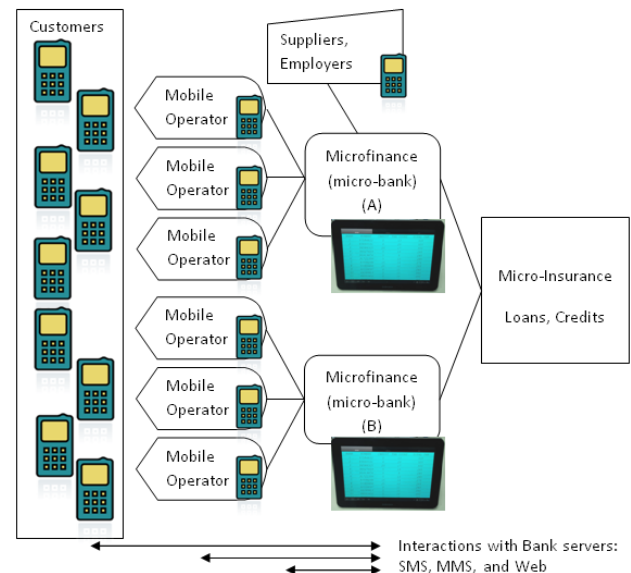 Customers
Suppliers,
Employers
Mobile
Operator
Mobile
Operator
Mobile
Operator
Microfinance
(micro-bank)
(A)
Micro-Insurance
Loans, Credits
Mobile
Operator
Mobile
Operator
Mobile
Operator
Microfinance
(micro-bank)
(B)
Interactions with Bank servers:
SMS, MMS, and Web